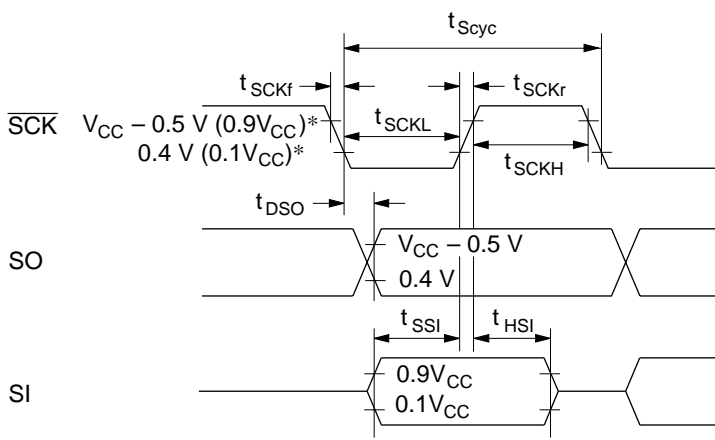 tScyc
tSCKf
tSCKr
SCK
VCC – 0.5 V (0.9VCC)*
tSCKL
0.4 V (0.1VCC)*
tSCKH
tDSO
SO
VCC – 0.5 V
0.4 V
tSSI
tHSI
SI
0.9VCC
0.1VCC